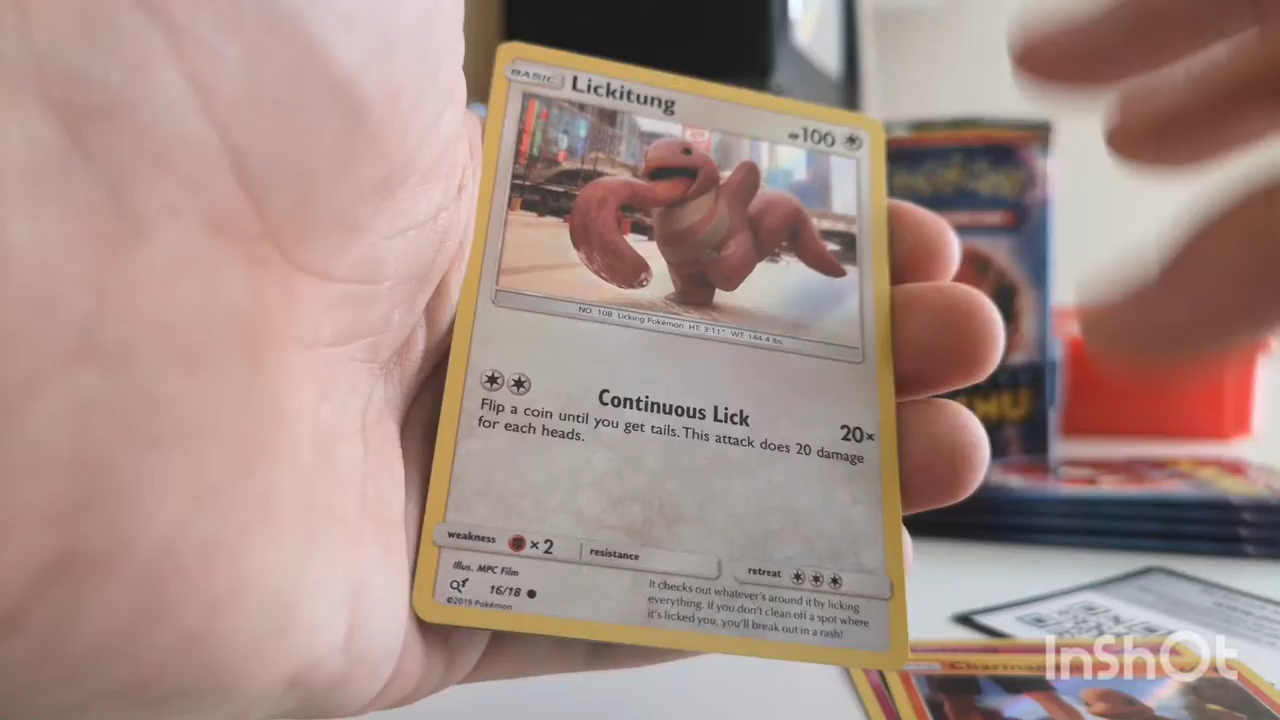 BASIC Lickitung
HP 100
NO. 108 Licking Pokémon HT: 3'11" WT: 144.4 lbs.
Continuous Lick
20×
Flip a coin until you get tails. This attack does 20 damage
for each heads.
weakness ×2 resistance
retreat
Illus. MPC Film
16/18
©2019 Pokémon
It checks out whatever's around it by licking
everything. If you don't clean off a spot where
it's licked you, you'll break out in a rash!
InShOt